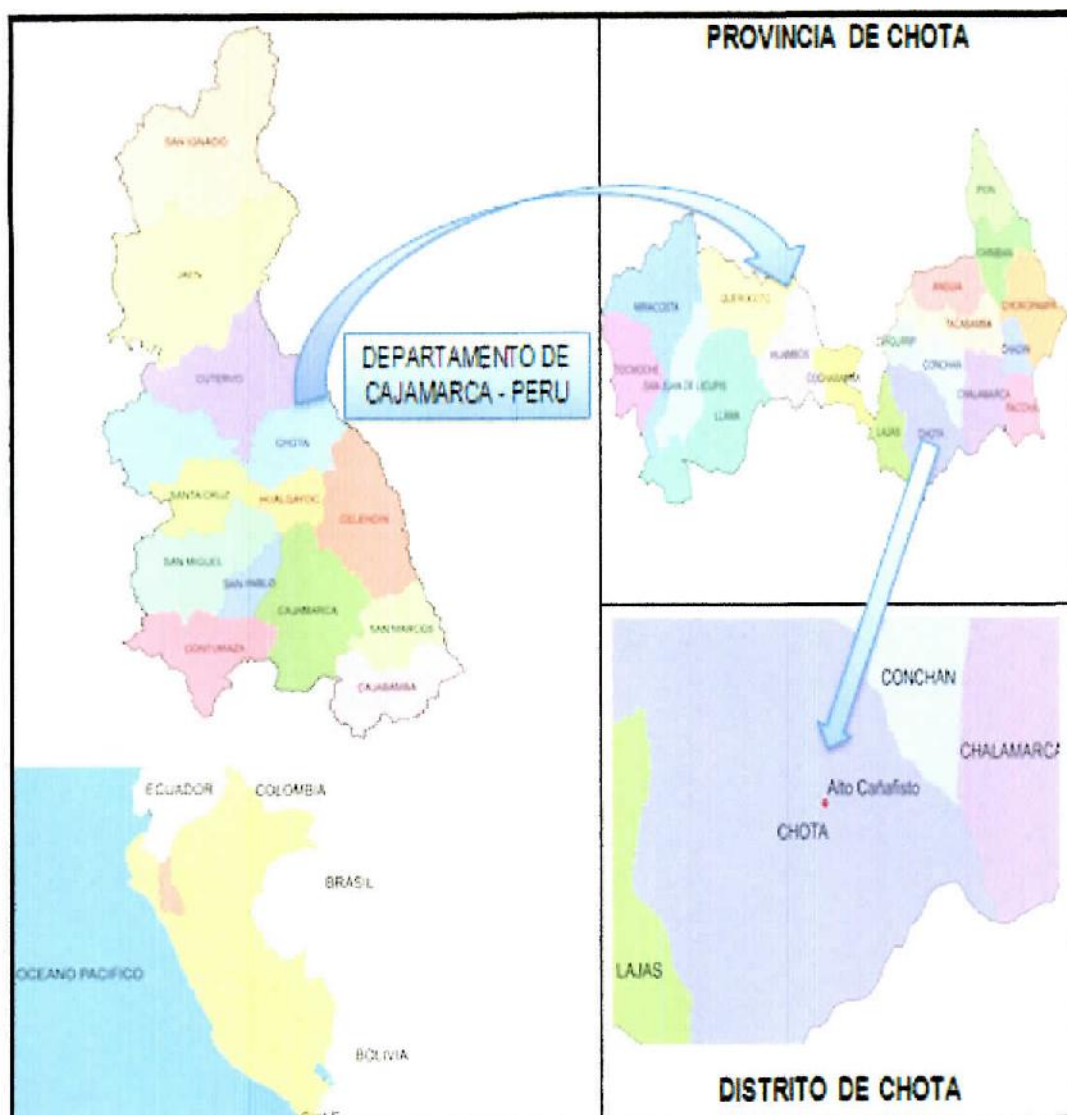 SAN IGNACIO
JAEN
CUTERVO
DEPARTAMENTO DE
CAJAMARCA - PERU
CHOTA
SANTA CRUZ
HUALGAYOC
CELENDIN
SAN MIGUEL
SAN PABLO
CAJAMARCA
SAN MARCOS
CONTUMAZA
CAJABAMBA
PROVINCIA DE CHOTA
PION
CHIMBAN
MIRACOSTA
QUEROCOTO
ANGUIA
CHOROPAMPA
TACABAMBA
TOCMOCHE
SAN JUAN DE LICUPIS
HUAMBOS
COCHABAMBA
CHIGUIRIP
CONCHAN
CHADIN
LLAMA
CHALAMARCA
PACCHA
LAJAS
CHOTA
ECUADOR
COLOMBIA
BRASIL
OCEANO PACIFICO
BOLIVIA
CONCHAN
CHALAMARCA
Alto Cañafisto
CHOTA
LAJAS
DISTRITO DE CHOTA